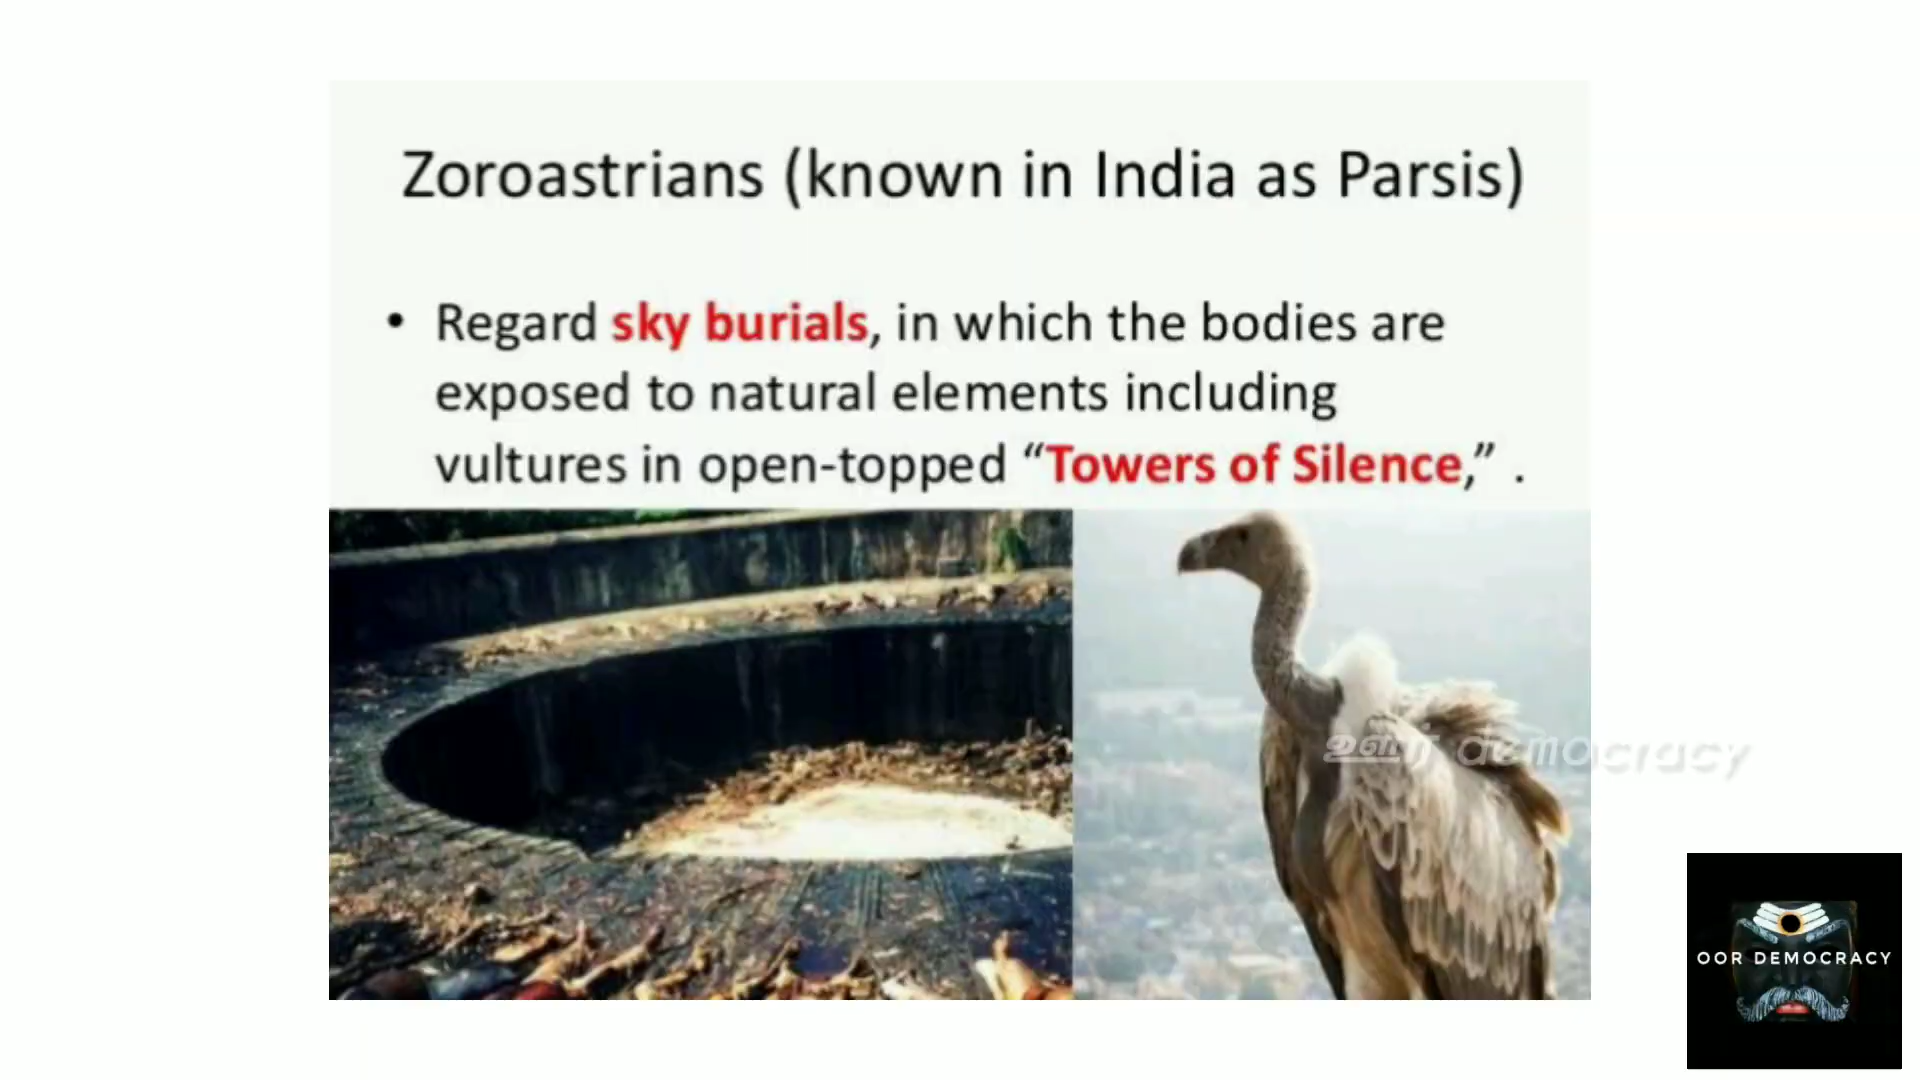 Zoroastrians (known in India as Parsis)
• Regard sky burials, in which the bodies are
exposed to natural elements including
vultures in open-topped “Towers of Silence,” .
ஊர் democracy
OOR DEMOCRACY